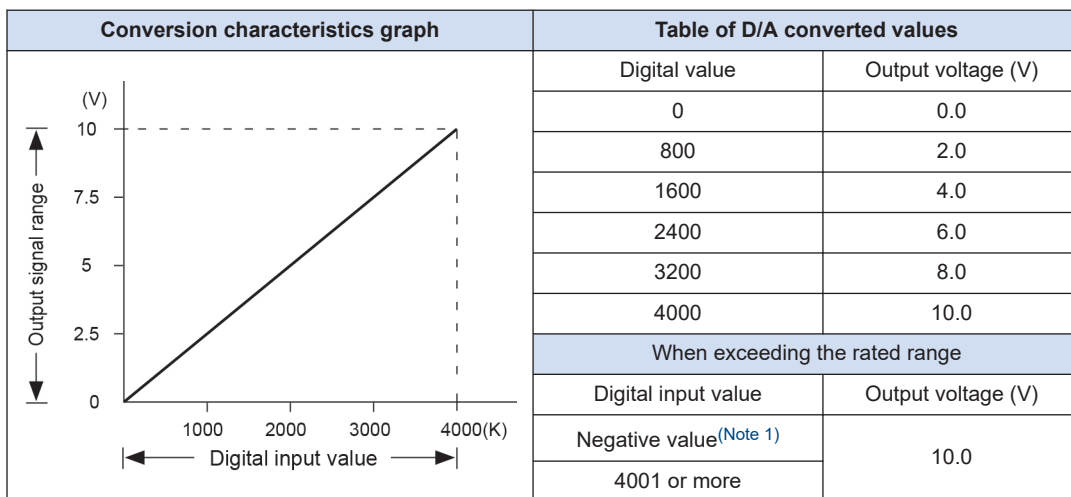 Conversion characteristics graph
Table of D/A converted values
(V)
10
7.5
5
2.5
0
Output signal range
1000 2000 3000 4000(K)
Digital input value
Digital value Output voltage (V)
0 0.0
800 2.0
1600 4.0
2400 6.0
3200 8.0
4000 10.0
When exceeding the rated range
Digital input value Output voltage (V)
Negative value(Note 1)
10.0
4001 or more